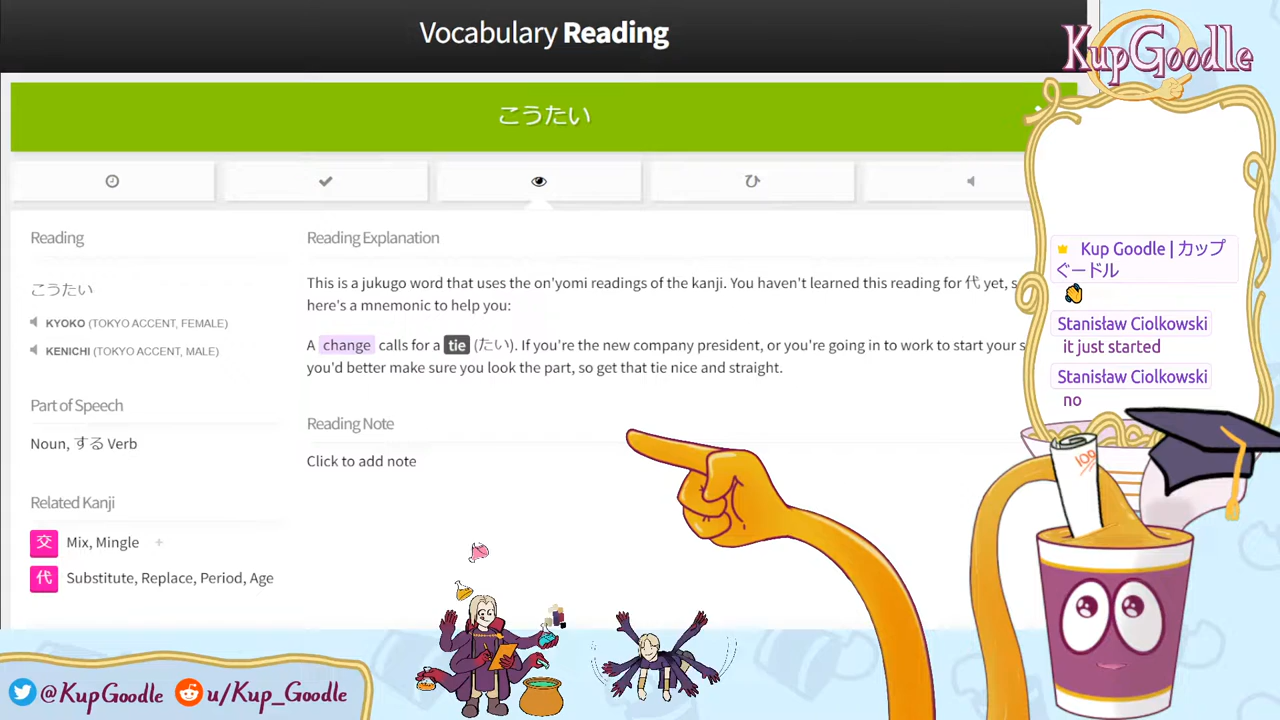 Vocabulary Reading
こうたい
ひ
Reading
こうたい
KYOKO (TOKYO ACCENT, FEMALE)
KENICHI (TOKYO ACCENT, MALE)
Part of Speech
Noun, する Verb
Related Kanji
交 Mix, Mingle +
代 Substitute, Replace, Period, Age
Reading Explanation
This is a jukugo word that uses the on'yomi readings of the kanji. You haven't learned this reading for 代 yet, s
here's a mnemonic to help you:
A change calls for a tie (たい). If you're the new company president, or you're going in to work to start your s
you'd better make sure you look the part, so get that tie nice and straight.
Reading Note
Click to add note
KupGoodle
Kup Goodle | カップ
ぐードル
Stanisław Ciolkowski
it just started
Stanisław Ciolkowski
no
100
@KupGoodle u/Kup_Goodle